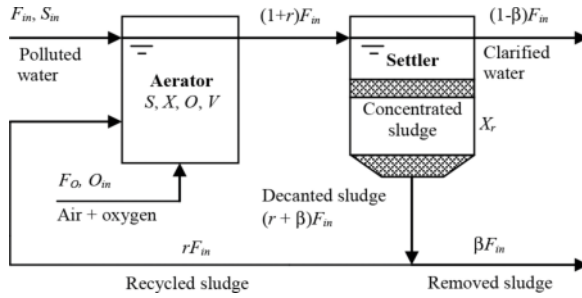 F_in, S_in
(1+r)F_in
(1-β)F_in
Polluted
water
Aerator
S, X, O, V
Settler
Clarified
water
Concentrated
sludge
X_r
F_O, O_in
Air + oxygen
Decanted sludge
(r + β)F_in
rF_in
βF_in
Recycled sludge
Removed sludge